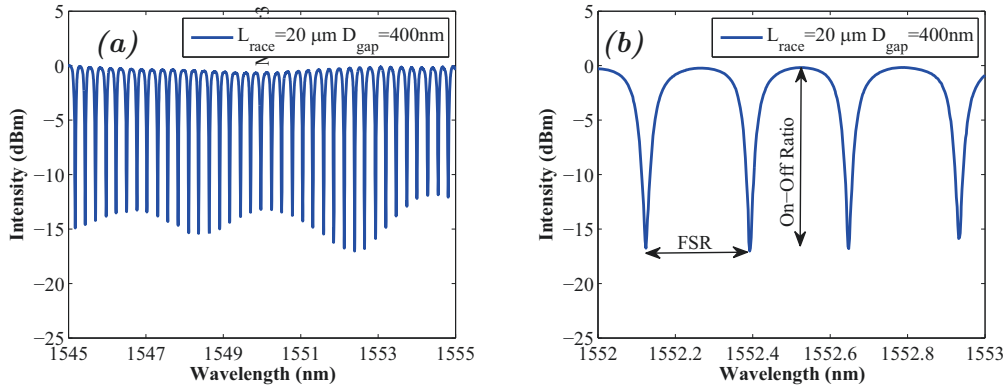 (a)
L_race=20 μm D_gap=400nm
5
0
−5
−10
−15
−20
−25
Intensity (dBm)
1545 1547 1549 1551 1553 1555
Wavelength (nm)
(b)
L_race=20 μm D_gap=400nm
5
0
−5
−10
−15
−20
−25
Intensity (dBm)
On−Off Ratio
FSR
1552 1552.2 1552.4 1552.6 1552.8 1553
Wavelength (nm)